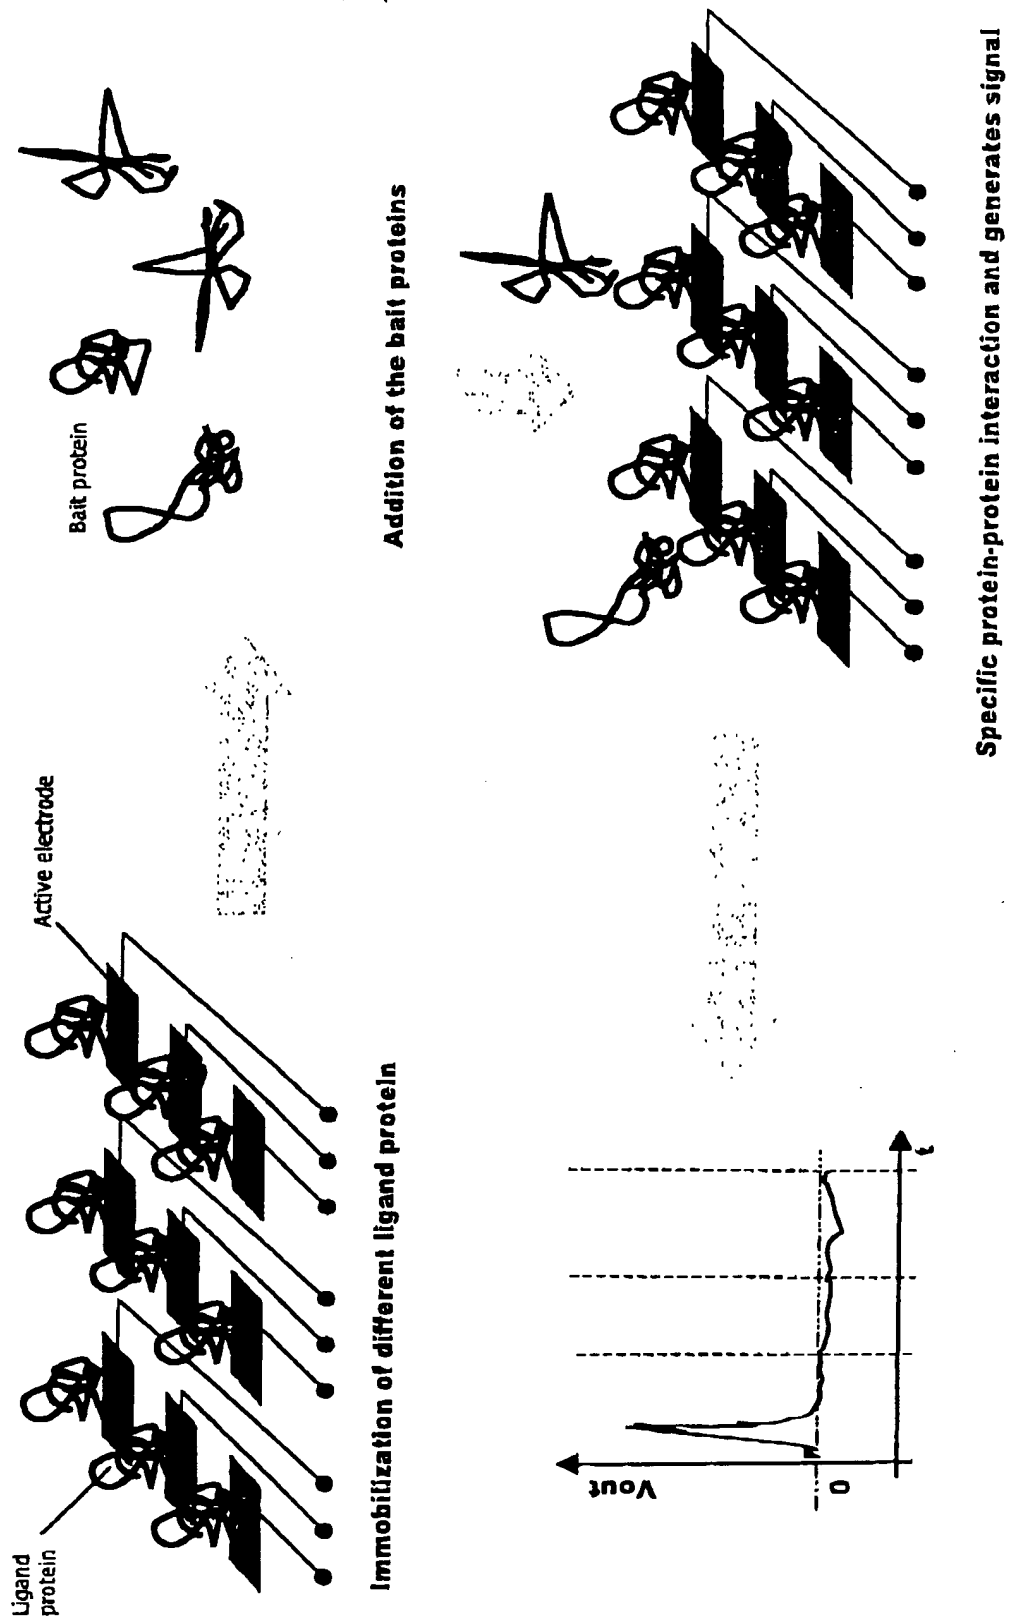 Ligand
protein
Active electrode
Immobilization of different ligand protein
Bait protein
Addition of the bait proteins
Specific protein-protein interaction and generates signal
Vout
0
t